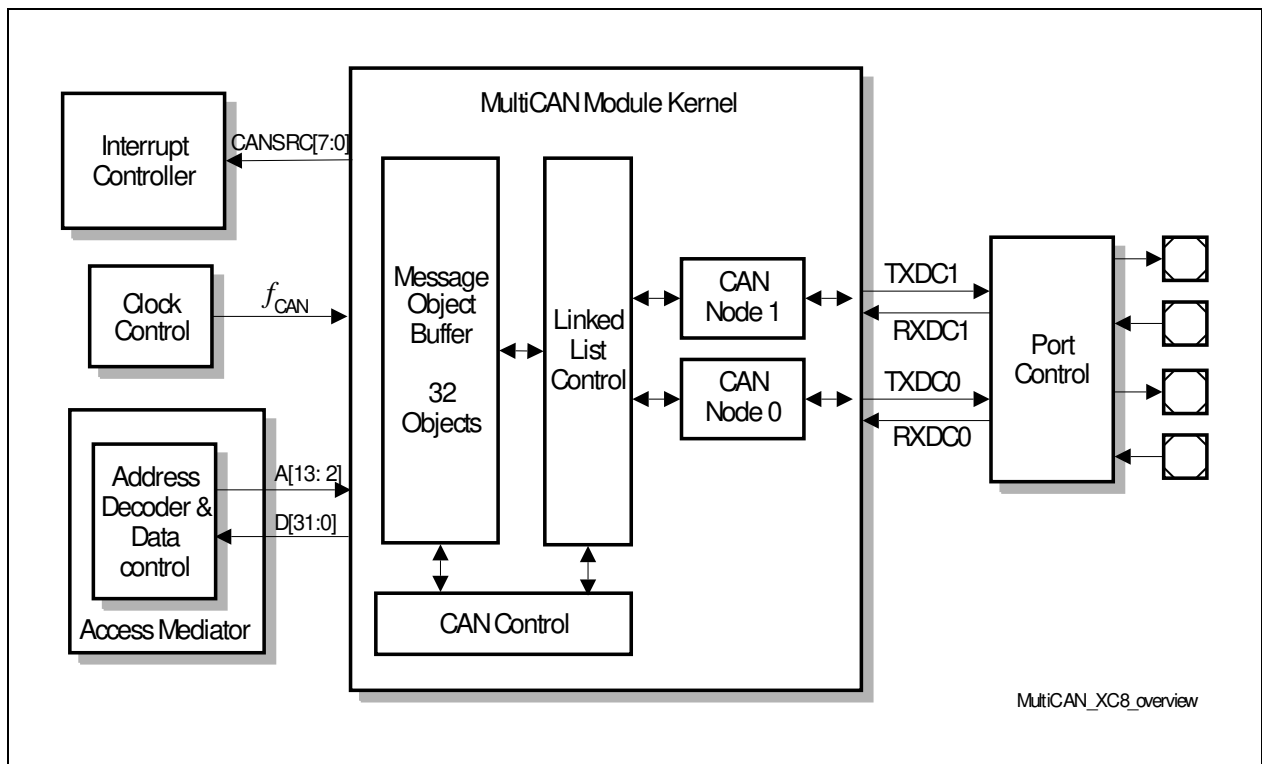 MultiCAN Module Kernel
Interrupt
Controller
CANSRC[7:0]
Clock
Control
fCAN
Address
Decoder &
Data
control
Access Mediator
A[13: 2]
D[31:0]
Message
Object
Buffer
32
Objects
Linked
List
Control
CAN
Node 1
CAN
Node 0
CAN Control
TXDC1
RXDC1
TXDC0
RXDC0
Port
Control
MultiCAN_XC8_overview